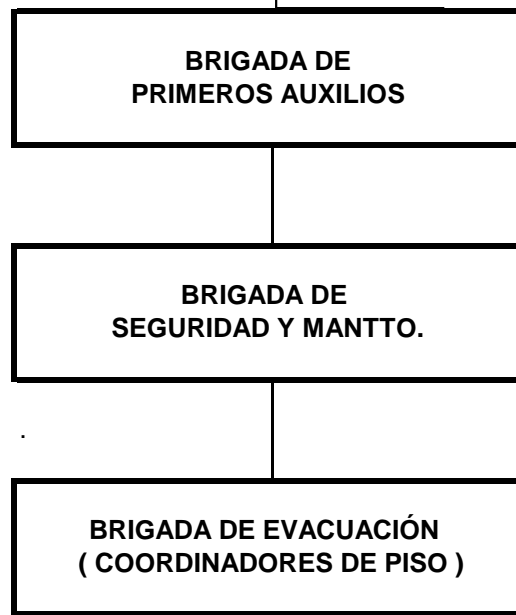 BRIGADA DE
PRIMEROS AUXILIOS
BRIGADA DE
SEGURIDAD Y MANTTO.
.
BRIGADA DE EVACUACIÓN
( COORDINADORES DE PISO )